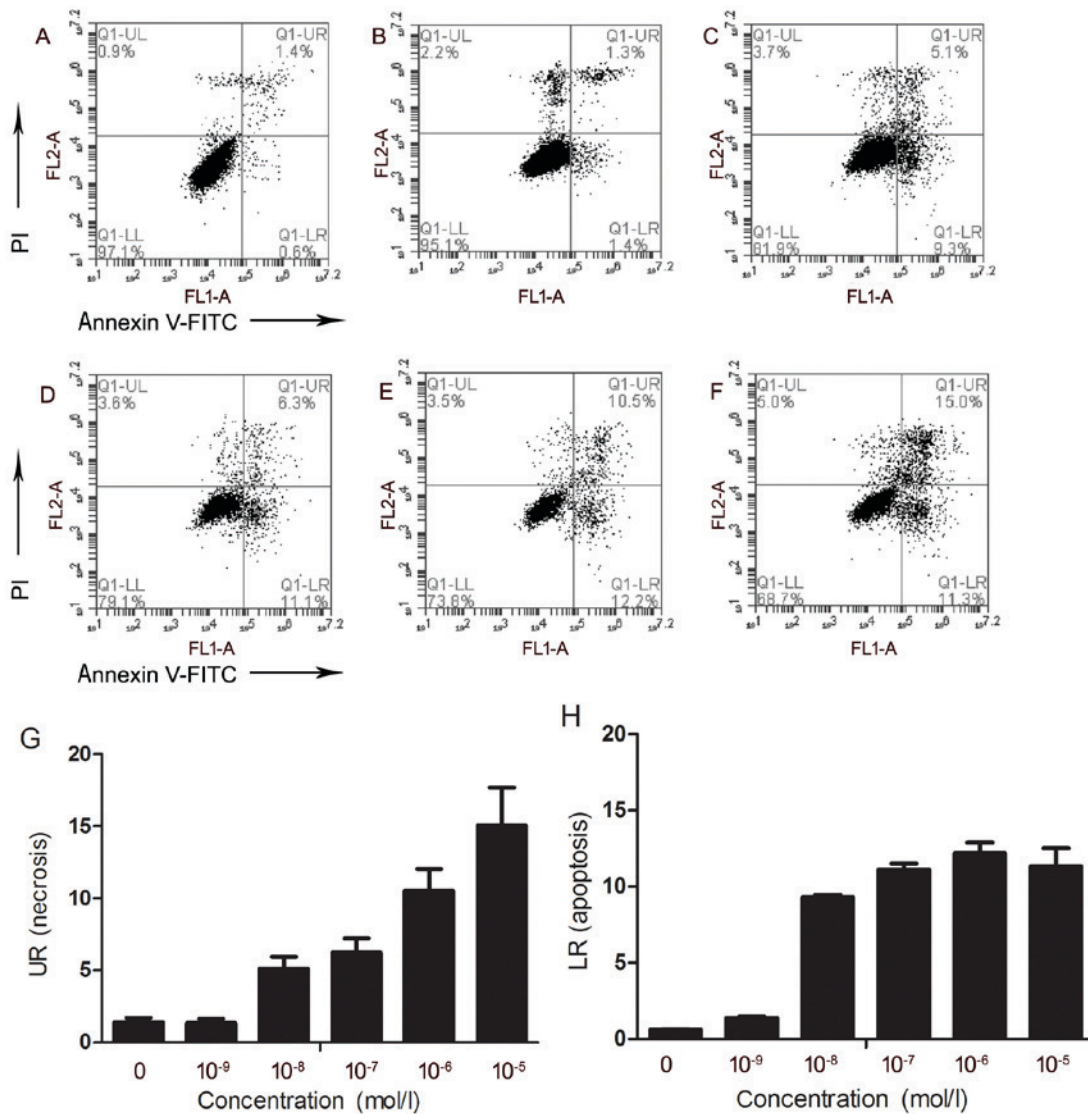 A
Q1-UL
0.9%
Q1-UR
1.4%
Q1-LL
97.1%
Q1-LR
0.6%
B
Q1-UL
2.2%
Q1-UR
1.3%
Q1-LL
95.1%
Q1-LR
1.4%
C
Q1-UL
3.7%
Q1-UR
5.1%
Q1-LL
81.9%
Q1-LR
9.3%
PI
FL2-A
FL2-A
FL2-A
FL1-A
FL1-A
FL1-A
Annexin V-FITC
D
Q1-UL
3.6%
Q1-UR
6.3%
Q1-LL
79.1%
Q1-LR
11.1%
E
Q1-UL
3.5%
Q1-UR
10.5%
Q1-LL
73.8%
Q1-LR
12.2%
F
Q1-UL
5.0%
Q1-UR
15.0%
Q1-LL
68.7%
Q1-LR
11.3%
PI
FL2-A
FL2-A
FL2-A
FL1-A
FL1-A
FL1-A
Annexin V-FITC
G
UR (necrosis)
20
15
10
5
0
0 10⁻⁹ 10⁻⁸ 10⁻⁷ 10⁻⁶ 10⁻⁵
Concentration (mol/l)
H
LR (apoptosis)
20
15
10
5
0
0 10⁻⁹ 10⁻⁸ 10⁻⁷ 10⁻⁶ 10⁻⁵
Concentration (mol/l)